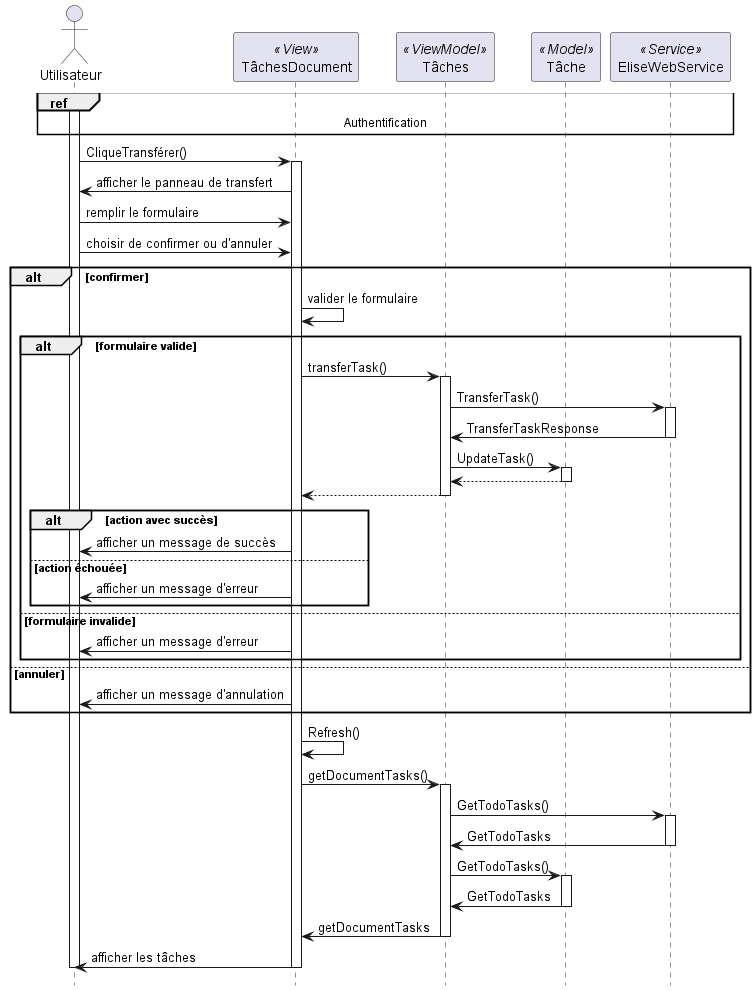 Utilisateur
«View»
TâchesDocument
«ViewModel»
Tâches
«Model»
Tâche
«Service»
EliseWebService
ref
Authentification
CliqueTransférer()
afficher le panneau de transfert
remplir le formulaire
choisir de confirmer ou d'annuler
alt
[confirmer]
valider le formulaire
alt
[formulaire valide]
transferTask()
TransferTask()
TransferTaskResponse
UpdateTask()
alt
[action avec succès]
afficher un message de succès
[action échouée]
afficher un message d'erreur
[formulaire invalide]
afficher un message d'erreur
[annuler]
afficher un message d'annulation
Refresh()
getDocumentTasks()
GetTodoTasks()
GetTodoTasks
GetTodoTasks()
GetTodoTasks
getDocumentTasks
afficher les tâches